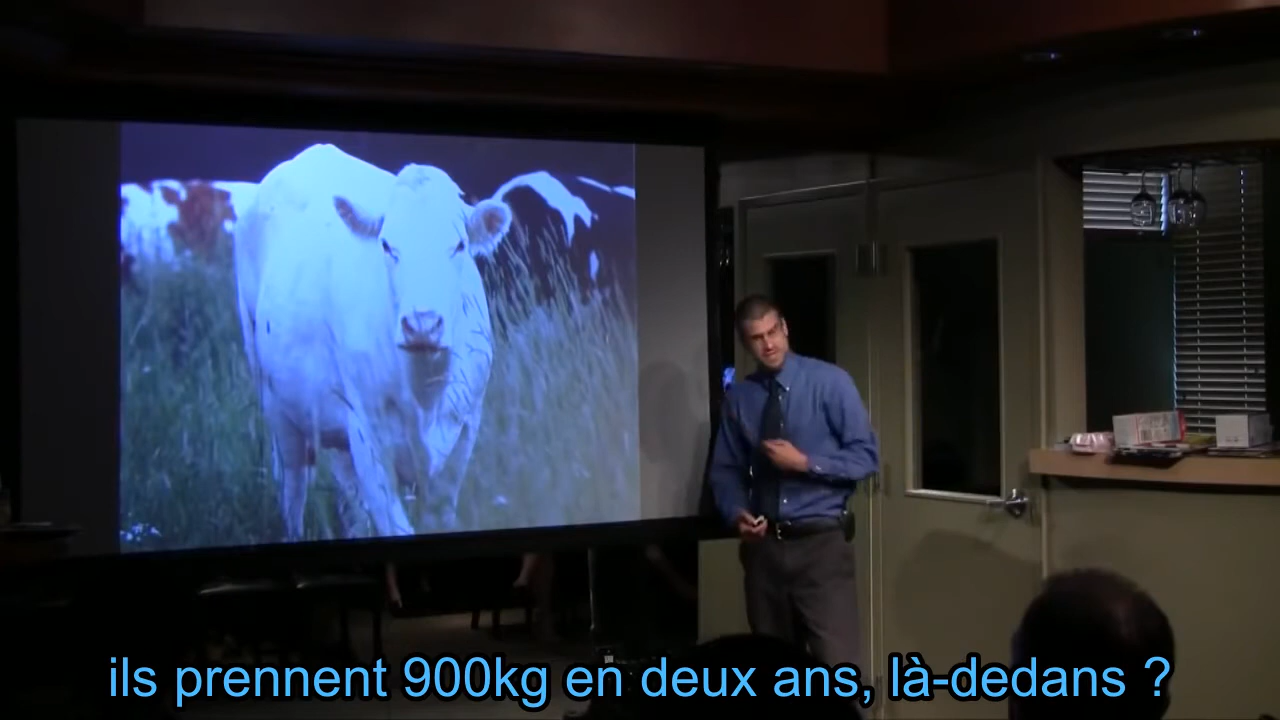 ils prennent 900kg en deux ans, là-dedans ?